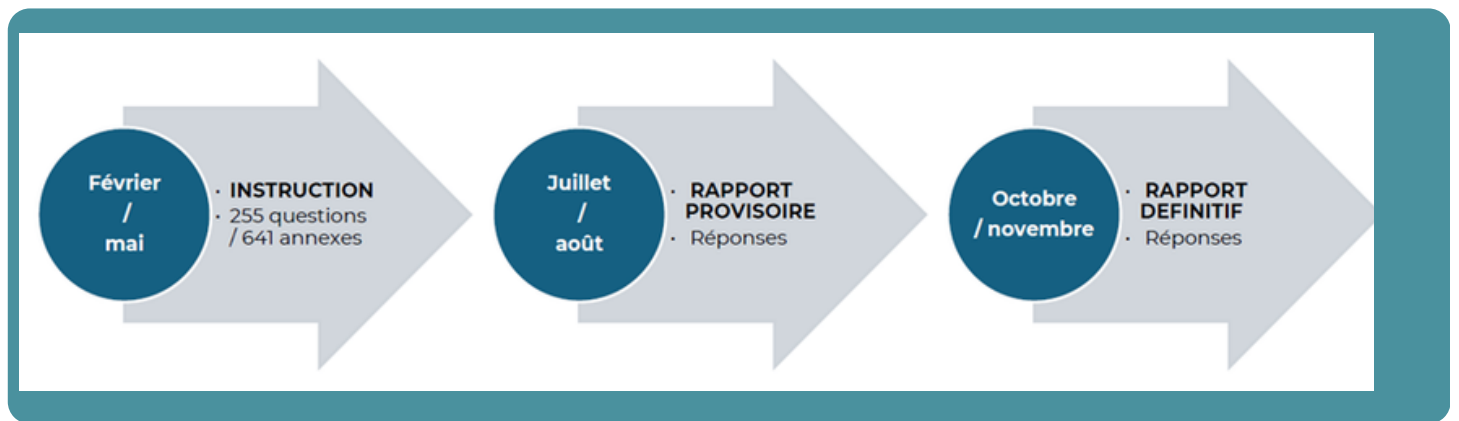 Février
/
mai
· INSTRUCTION
· 255 questions
/ 641 annexes
Juillet
/
août
· RAPPORT
PROVISOIRE
· Réponses
Octobre
/ novembre
· RAPPORT
DEFINITIF
· Réponses